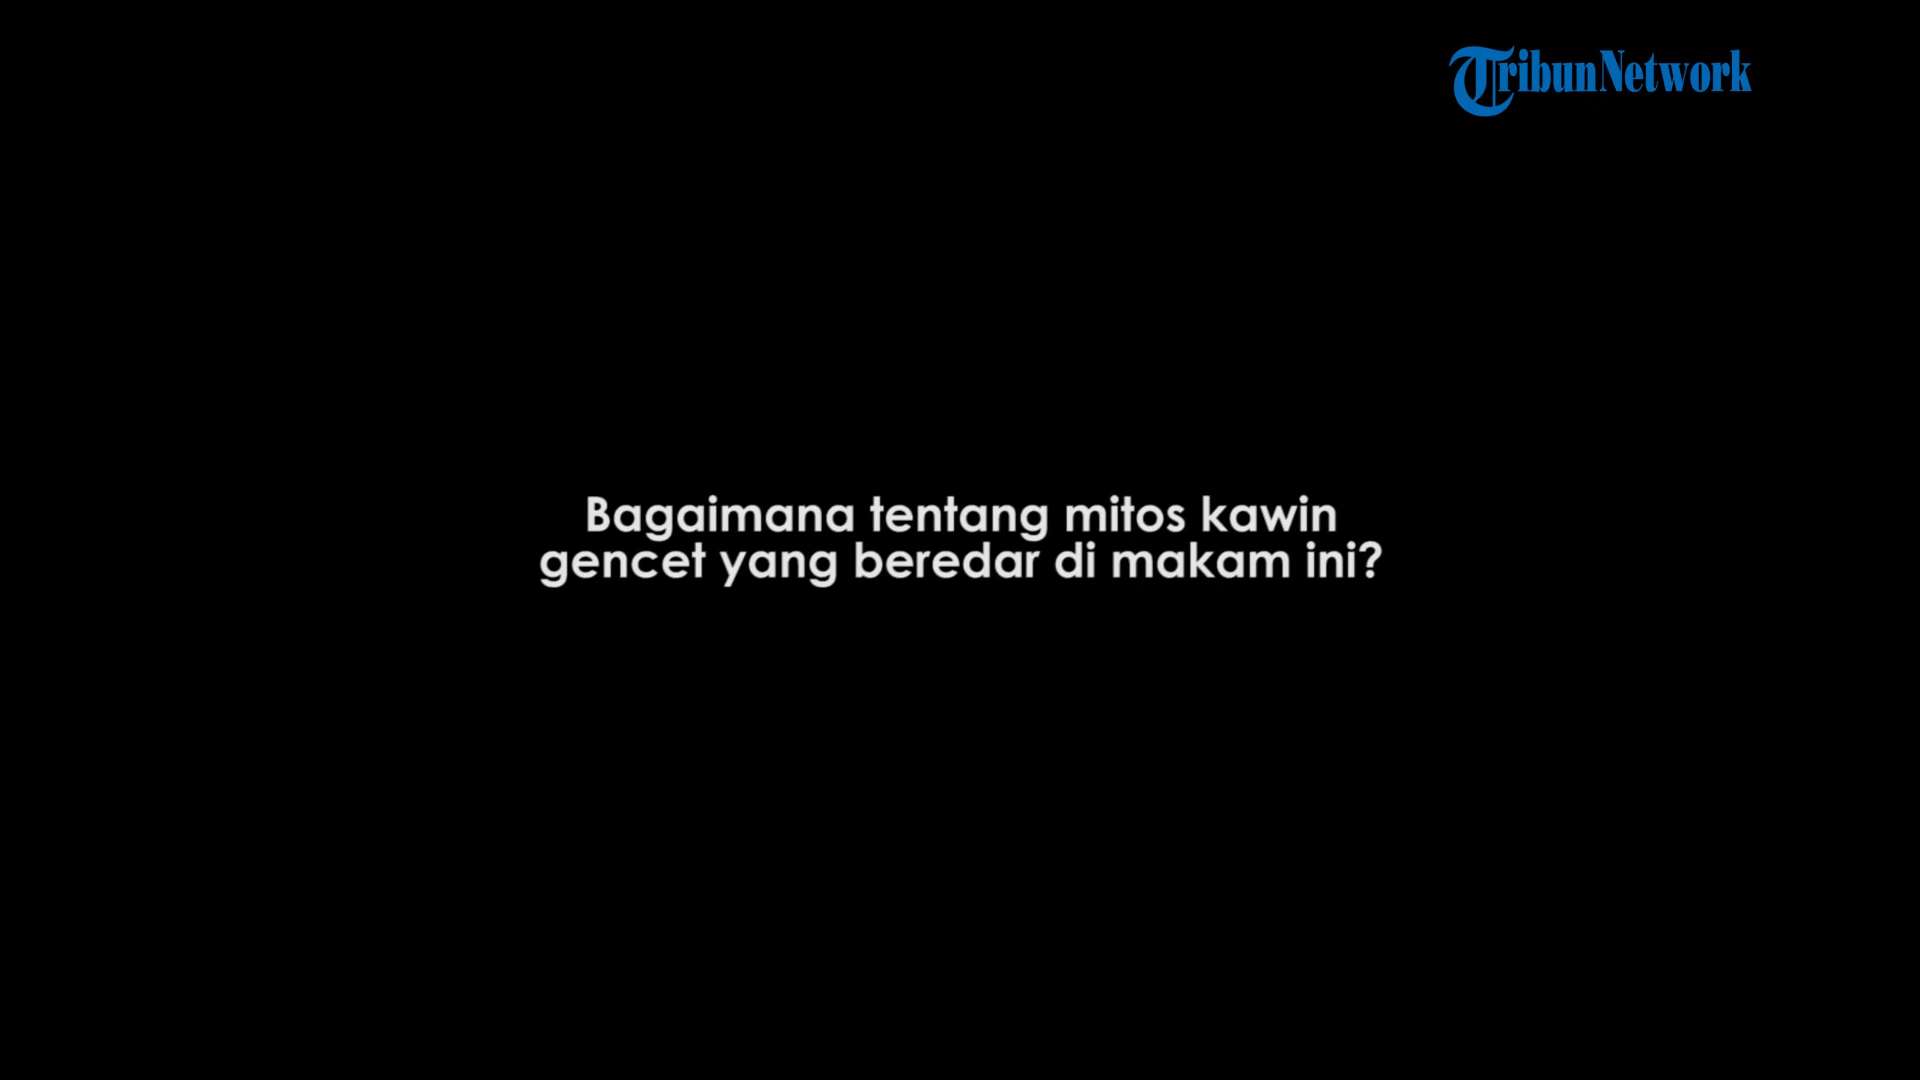 TribunNetwork
Bagaimana tentang mitos kawin
gencet yang beredar di makam ini?